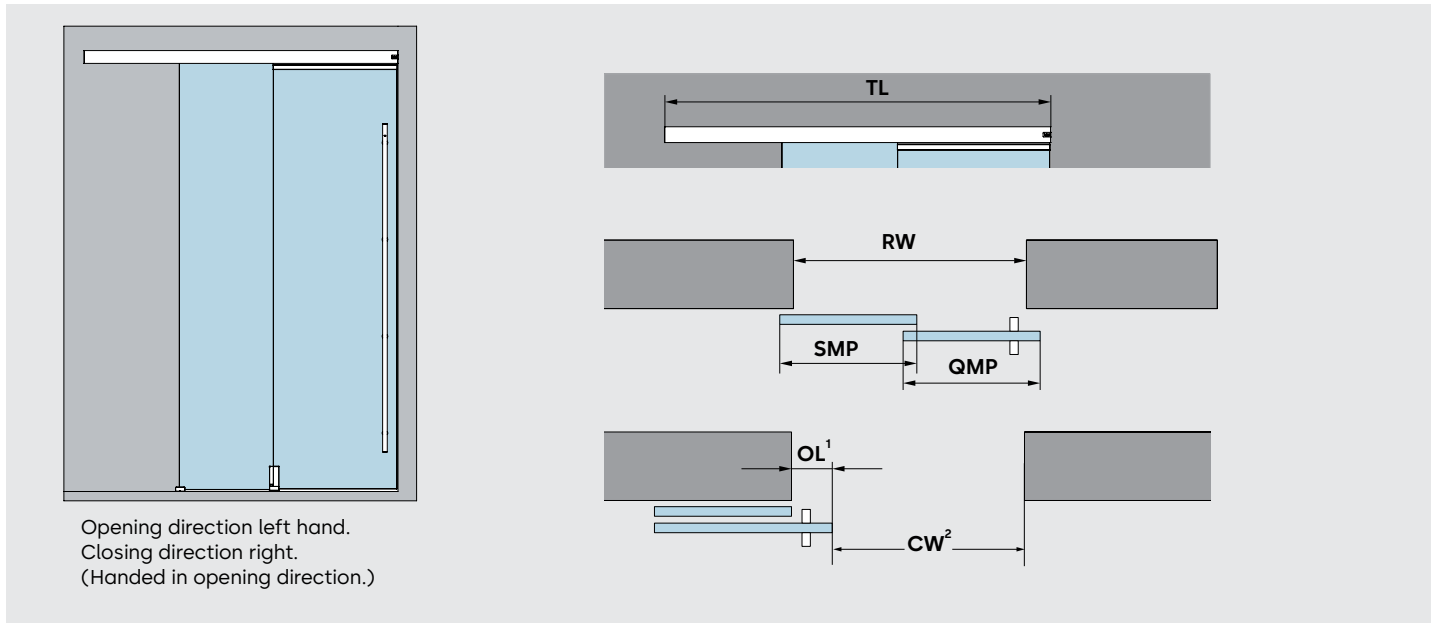 TL
RW
SMP
QMP
OL¹
CW²
Opening direction left hand.
Closing direction right.
(Handed in opening direction.)